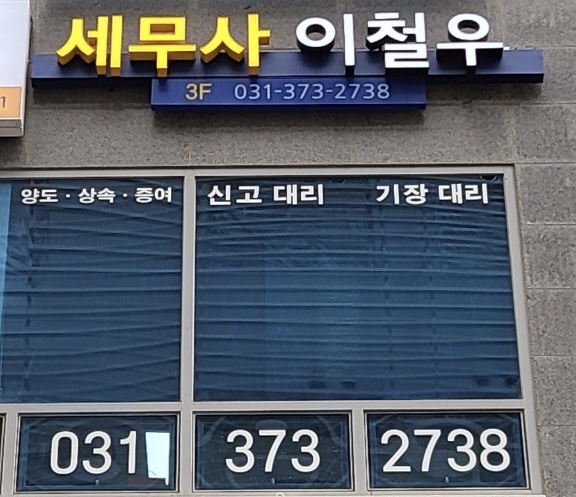 세무사 이철우
3F 031-373-2738
양도 · 상속 · 증여 신고 대리 기장 대리
031 373 2738